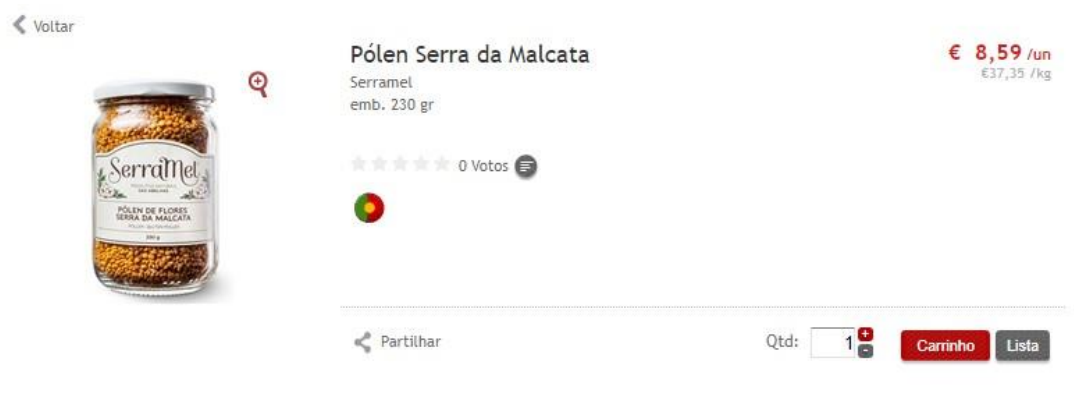 Voltar
Pólen Serra da Malcata
€ 8,59 /un
€37,35 /kg
Serramel
emb. 230 gr
SerraMel
PÓLEN DE FLORES
SERRA DA MALCATA
0 Votos
Partilhar
Qtd:
1
Carrinho
Lista